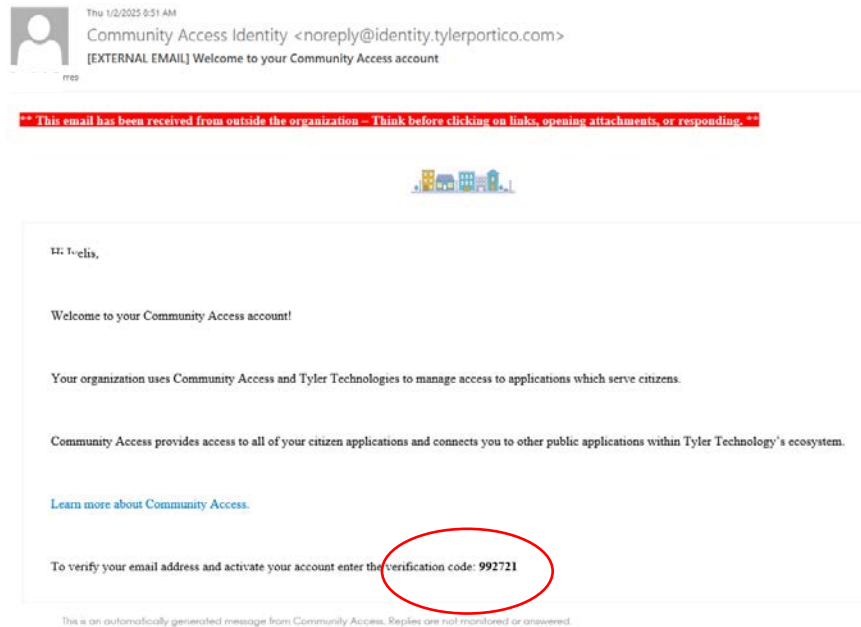 Thu 1/2/2025 8:51 AM
Community Access Identity <noreply@identity.tylerportico.com>
[EXTERNAL EMAIL] Welcome to your Community Access account
** This email has been received from outside the organization – Think before clicking on links, opening attachments, or responding. **
Hi Ivelis,
Welcome to your Community Access account!
Your organization uses Community Access and Tyler Technologies to manage access to applications which serve citizens.
Community Access provides access to all of your citizen applications and connects you to other public applications within Tyler Technology’s ecosystem.
Learn more about Community Access.
To verify your email address and activate your account enter the verification code: 992721
This is an automatically generated message from Community Access. Replies are not monitored or answered.